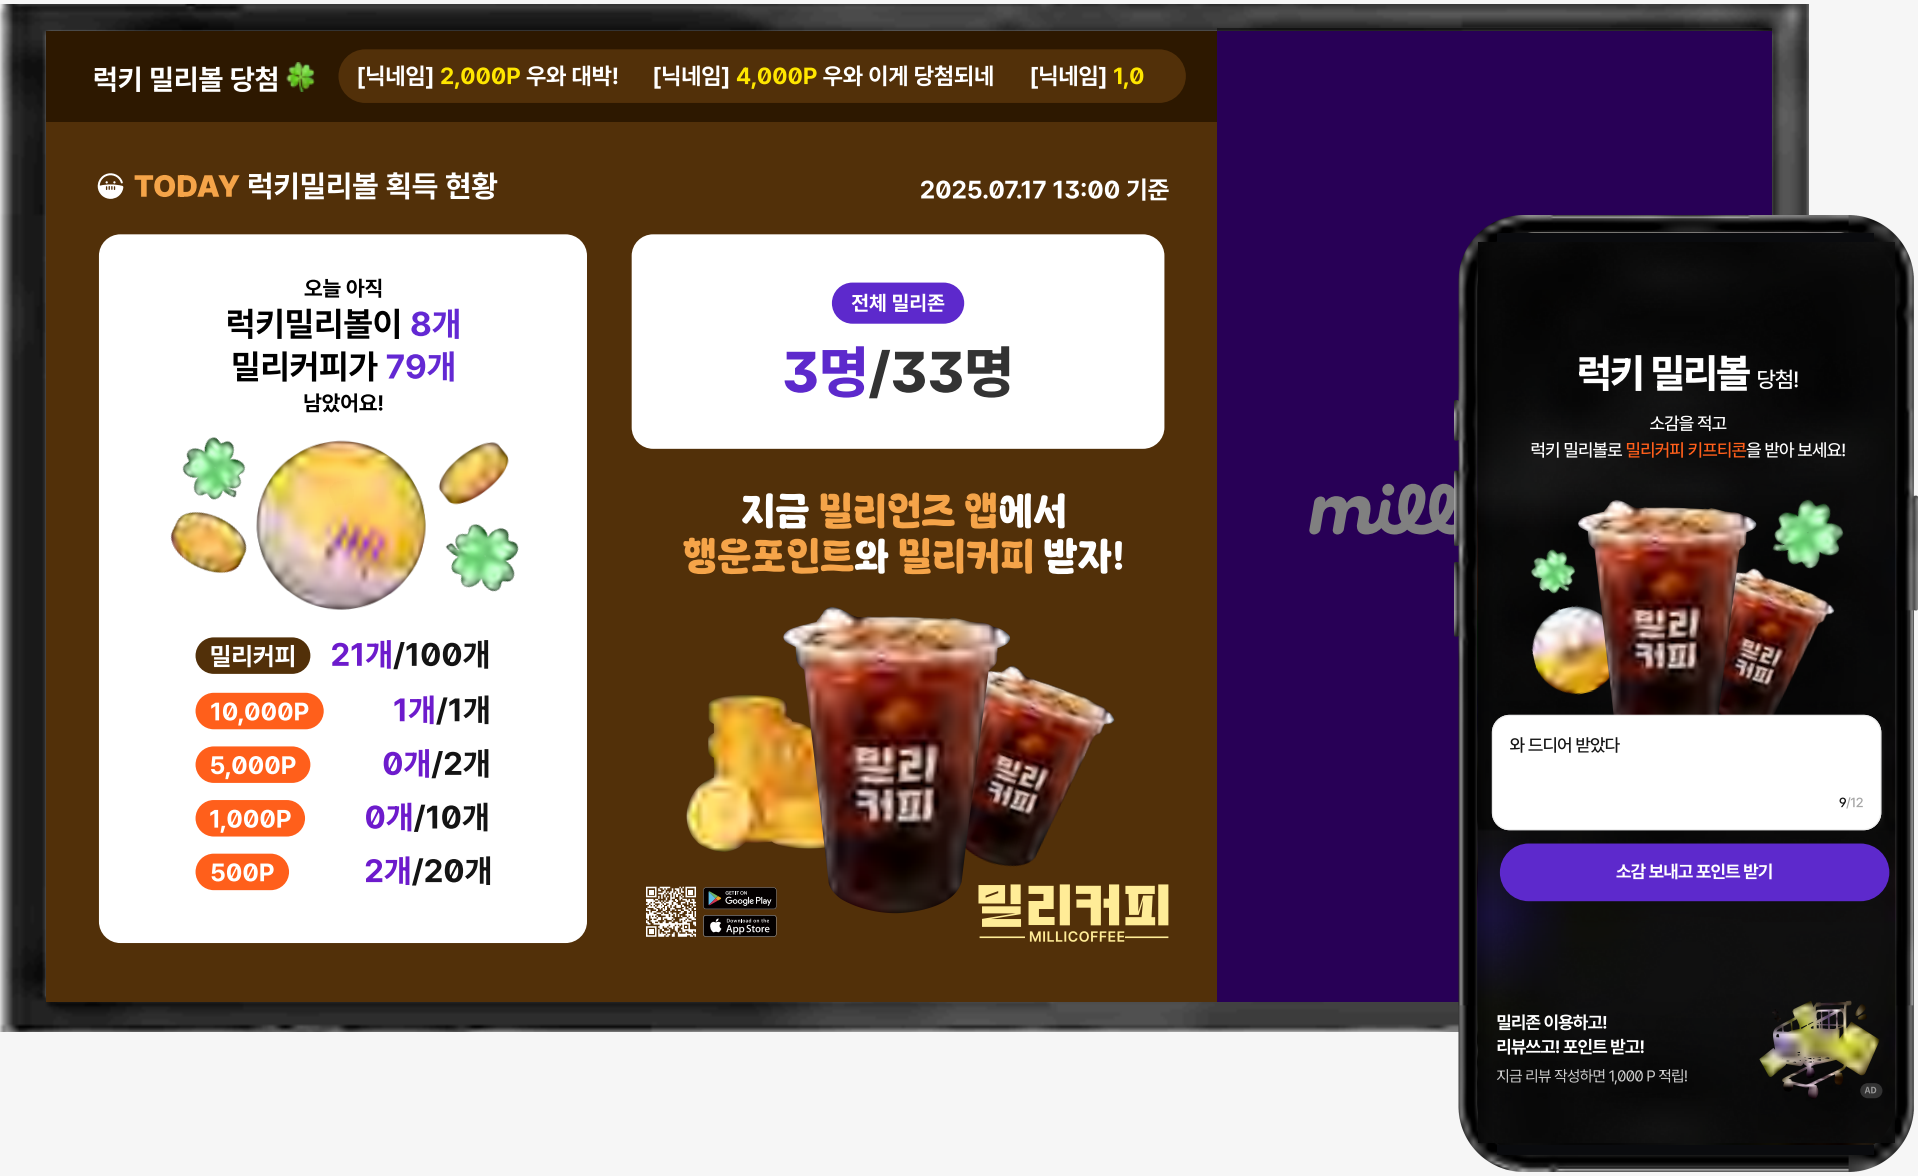 럭키 밀리볼 당첨
[닉네임] 2,000P 우와 대박! [닉네임] 4,000P 우와 이게 당첨되네 [닉네임] 1,0
TODAY 럭키밀리볼 획득 현황
2025.07.17 13:00 기준
오늘 아직
럭키밀리볼이 8개
밀리커피가 79개
남았어요!
밀리커피 21개/100개
10,000P 1개/1개
5,000P 0개/2개
1,000P 0개/10개
500P 2개/20개
전체 밀리존
3명/33명
지금 밀리언즈 앱에서
행운포인트와 밀리커피 받자!
밀리
커피
밀리
커피
GET IT ON
Google Play
Download on the
App Store
밀리커피
MILLICOFFEE
mill
럭키 밀리볼 당첨!
소감을 적고
럭키 밀리볼로 밀리커피 키프티콘을 받아 보세요!
밀리
커피
밀리
커피
와 드디어 받았다
9/12
소감 보내고 포인트 받기
밀리존 이용하고!
리뷰쓰고! 포인트 받고!
지금 리뷰 작성하면 1,000 P 적립!
AD